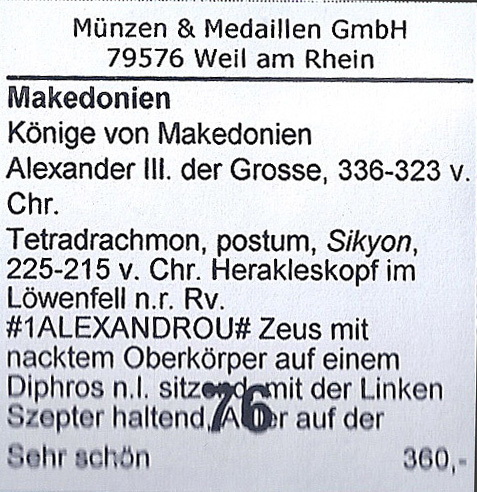 Münzen & Medaillen GmbH
79576 Weil am Rhein
Makedonien
Könige von Makedonien
Alexander III. der Grosse, 336-323 v.
Chr.
Tetradrachmon, postum, Sikyon,
225-215 v. Chr. Herakleskopf im
Löwenfell n.r. Rv.
#1ALEXANDROU# Zeus mit
nacktem Oberkörper auf einem
Diphros n.l. sitzend, mit der Linken
Szepter haltend, Adler auf der
76
Sehr schön 360,-